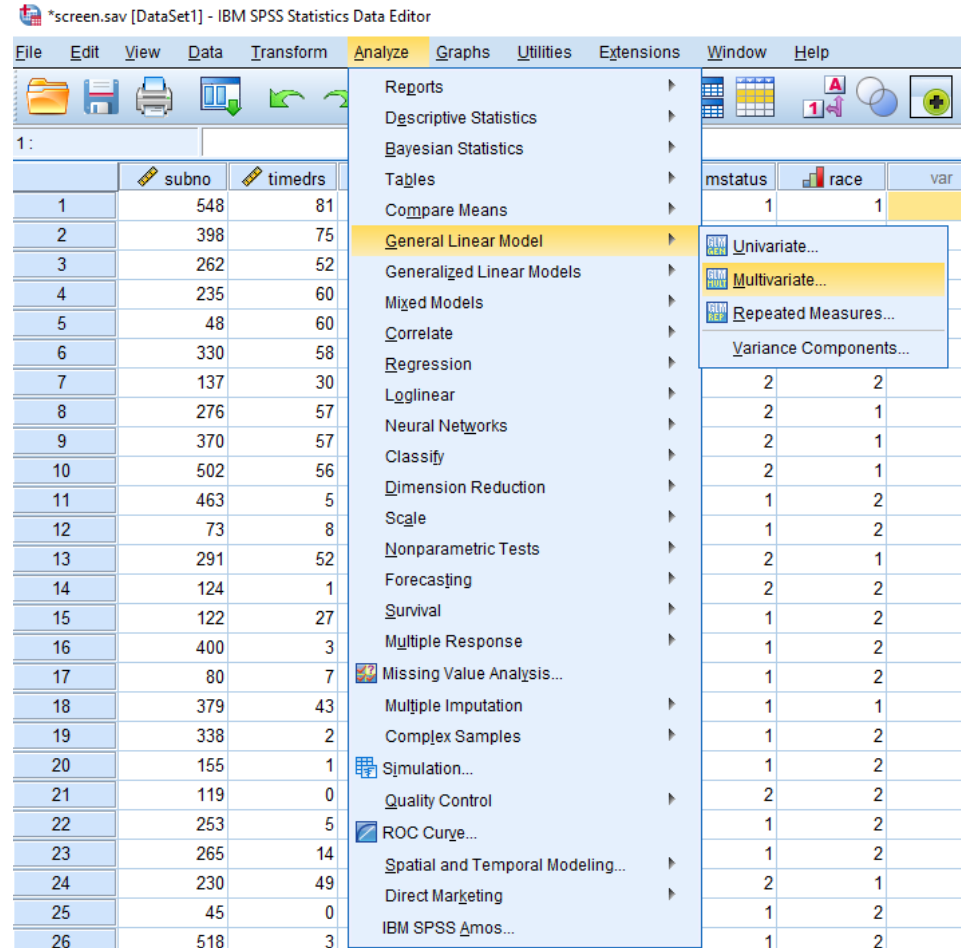 *screen.sav [DataSet1] - IBM SPSS Statistics Data Editor
File Edit View Data Transform Analyze Graphs Utilities Extensions Window Help
A
1
1 :
subno timedrs mstatus race var
Reports
Descriptive Statistics
Bayesian Statistics
Tables
Compare Means
General Linear Model
Generalized Linear Models
Mixed Models
Correlate
Regression
Loglinear
Neural Networks
Classify
Dimension Reduction
Scale
Nonparametric Tests
Forecasting
Survival
Multiple Response
Missing Value Analysis...
Multiple Imputation
Complex Samples
Simulation...
Quality Control
ROC Curve...
Spatial and Temporal Modeling...
Direct Marketing
IBM SPSS Amos...
GLM GEN Univariate...
GLM MULT Multivariate...
GLM REP Repeated Measures...
Variance Components...
1 548 81 1 1
2 398 75
3 262 52
4 235 60
5 48 60
6 330 58
7 137 30 2 2
8 276 57 2 1
9 370 57 2 1
10 502 56 2 1
11 463 5 1 2
12 73 8 1 2
13 291 52 2 1
14 124 1 2 2
15 122 27 1 2
16 400 3 1 2
17 80 7 1 2
18 379 43 1 1
19 338 2 1 2
20 155 1 1 2
21 119 0 2 2
22 253 5 1 2
23 265 14 1 2
24 230 49 2 1
25 45 0 1 2
26 518 3 1 2